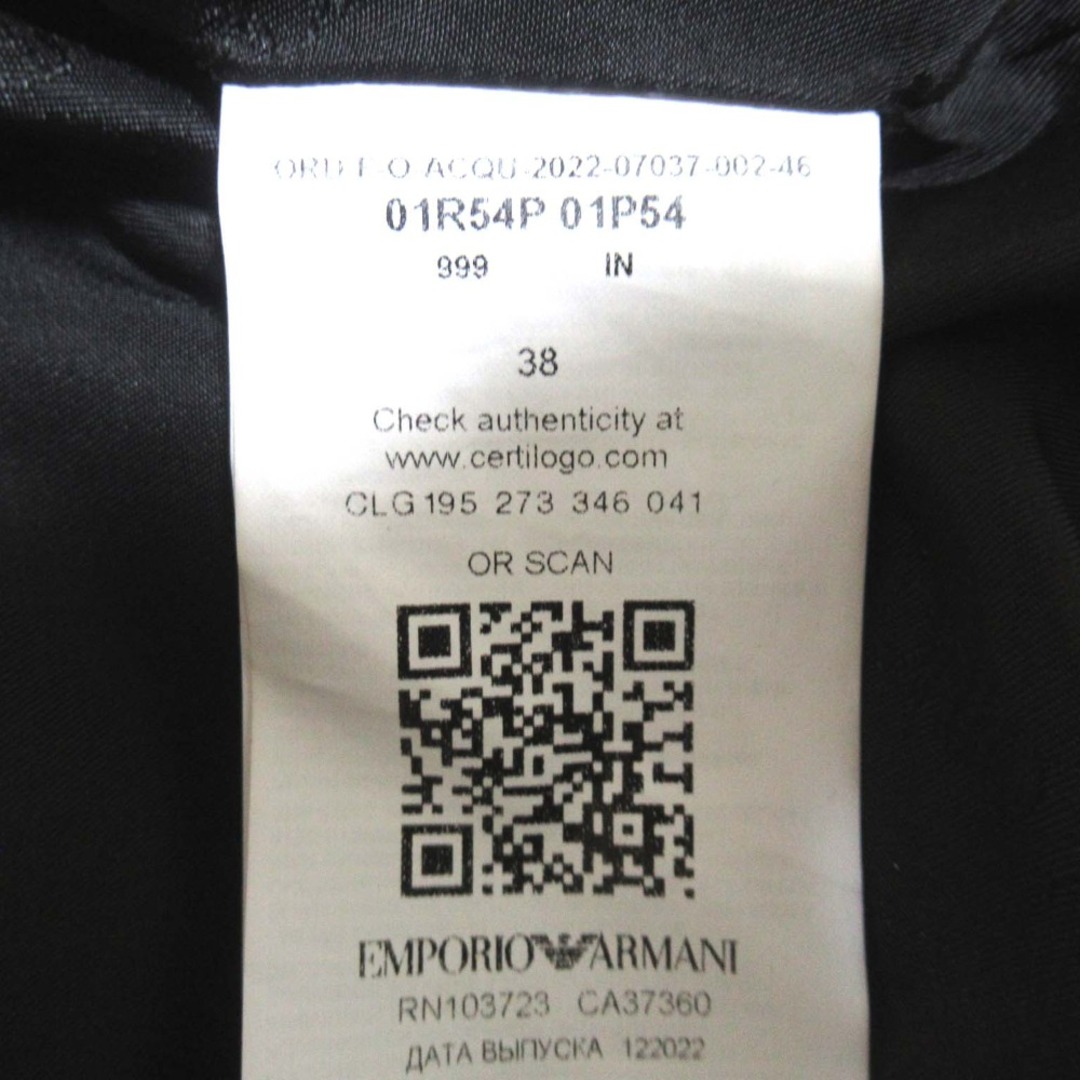 ACQU-2022-07037-002-46
01R54P 01P54
999 IN
38
Check authenticity at
www.certilogo.com
CLG 195 273 346 041
OR SCAN
EMPORIO ARMANI
RN103723 CA37360
ДАТА ВЫПУСКА 122022